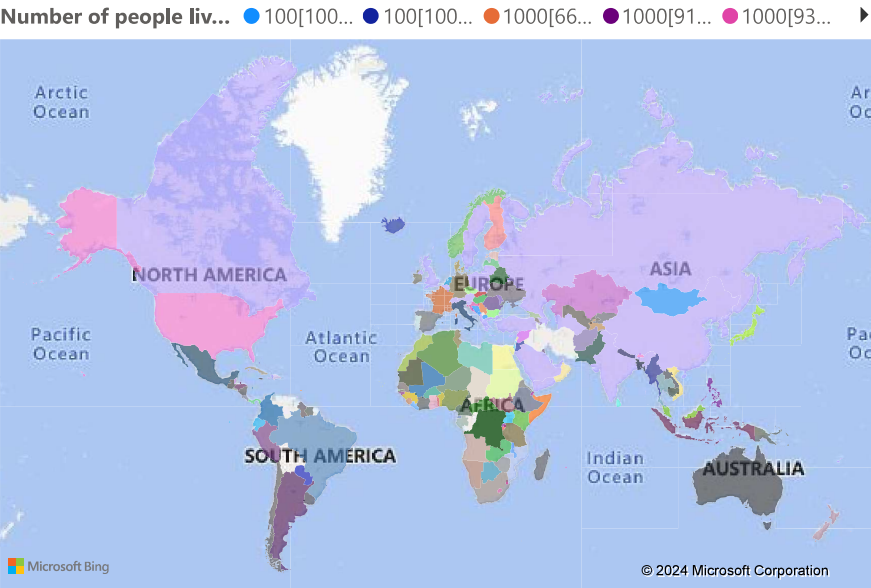 Number of people liv... 100[100... 100[100... 1000[66... 1000[91... 1000[93...
Arctic
Ocean
Ar
Oc
NORTH AMERICA
EUROPE
ASIA
Pacific
Ocean
Atlantic
Ocean
Pa
Oc
AFRICA
SOUTH AMERICA
Indian
Ocean
AUSTRALIA
Microsoft Bing
© 2024 Microsoft Corporation